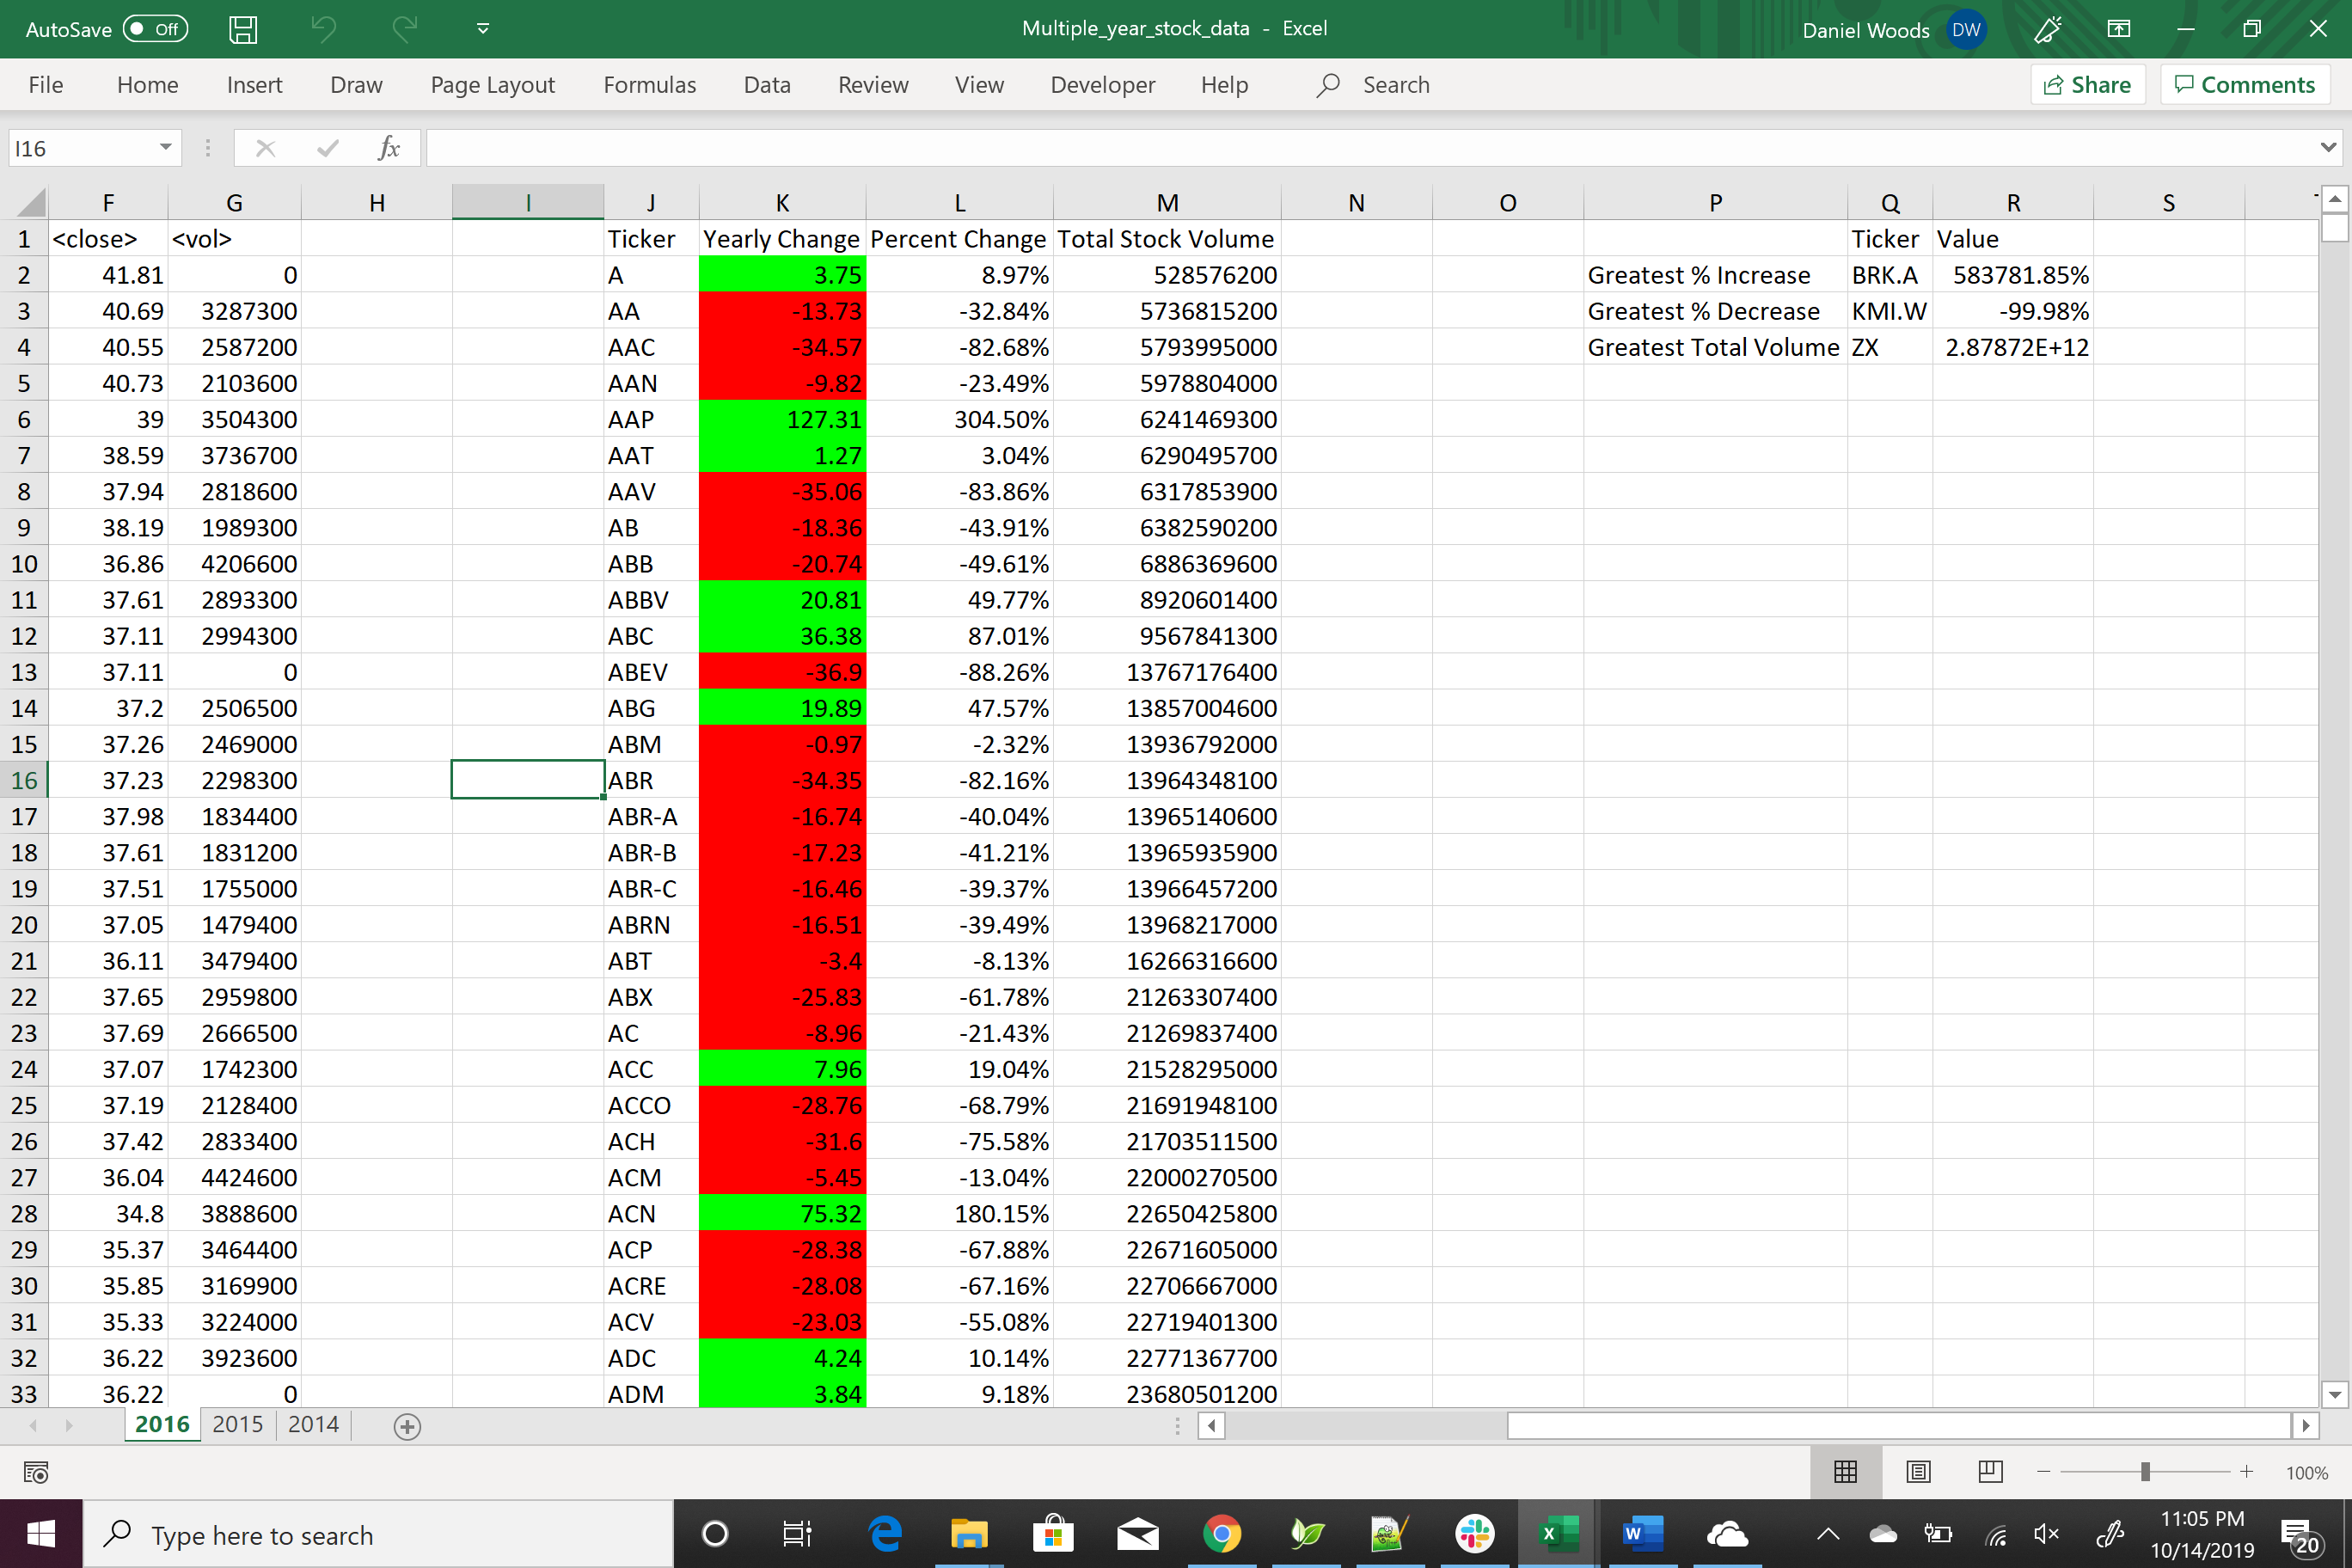 AutoSave Off Multiple_year_stock_data - Excel Daniel Woods DW
File Home Insert Draw Page Layout Formulas Data Review View Developer Help Search Share Comments
I16 fx
F G H I J K L M N O P Q R S
1 <close> <vol> Ticker Yearly Change Percent Change Total Stock Volume Ticker Value
2 41.81 0 A 3.75 8.97% 528576200 Greatest % Increase BRK.A 583781.85%
3 40.69 3287300 AA -13.73 -32.84% 5736815200 Greatest % Decrease KMI.W -99.98%
4 40.55 2587200 AAC -34.57 -82.68% 5793995000 Greatest Total Volume ZX 2.87872E+12
5 40.73 2103600 AAN -9.82 -23.49% 5978804000
6 39 3504300 AAP 127.31 304.50% 6241469300
7 38.59 3736700 AAT 1.27 3.04% 6290495700
8 37.94 2818600 AAV -35.06 -83.86% 6317853900
9 38.19 1989300 AB -18.36 -43.91% 6382590200
10 36.86 4206600 ABB -20.74 -49.61% 6886369600
11 37.61 2893300 ABBV 20.81 49.77% 8920601400
12 37.11 2994300 ABC 36.38 87.01% 9567841300
13 37.11 0 ABEV -36.9 -88.26% 13767176400
14 37.2 2506500 ABG 19.89 47.57% 13857004600
15 37.26 2469000 ABM -0.97 -2.32% 13936792000
16 37.23 2298300 ABR -34.35 -82.16% 13964348100
17 37.98 1834400 ABR-A -16.74 -40.04% 13965140600
18 37.61 1831200 ABR-B -17.23 -41.21% 13965935900
19 37.51 1755000 ABR-C -16.46 -39.37% 13966457200
20 37.05 1479400 ABRN -16.51 -39.49% 13968217000
21 36.11 3479400 ABT -3.4 -8.13% 16266316600
22 37.65 2959800 ABX -25.83 -61.78% 21263307400
23 37.69 2666500 AC -8.96 -21.43% 21269837400
24 37.07 1742300 ACC 7.96 19.04% 21528295000
25 37.19 2128400 ACCO -28.76 -68.79% 21691948100
26 37.42 2833400 ACH -31.6 -75.58% 21703511500
27 36.04 4424600 ACM -5.45 -13.04% 22000270500
28 34.8 3888600 ACN 75.32 180.15% 22650425800
29 35.37 3464400 ACP -28.38 -67.88% 22671605000
30 35.85 3169900 ACRE -28.08 -67.16% 22706667000
31 35.33 3224000 ACV -23.03 -55.08% 22719401300
32 36.22 3923600 ADC 4.24 10.14% 22771367700
33 36.22 0 ADM 3.84 9.18% 23680501200
2016 2015 2014
100%
Type here to search 11:05 PM
10/14/2019 20